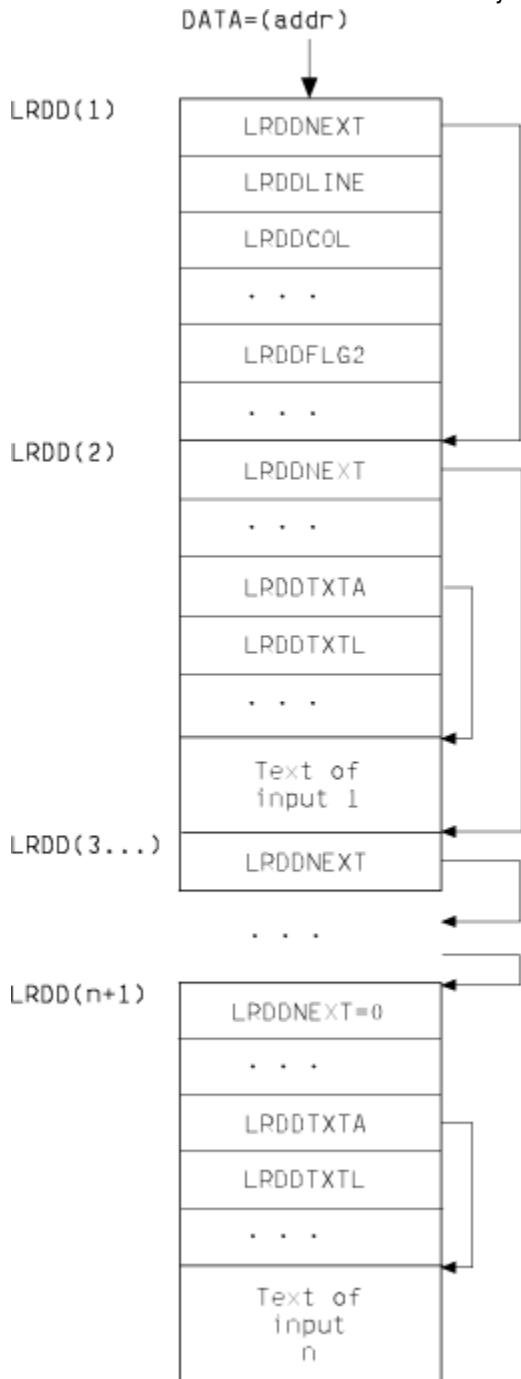 DATA=(addr)
LRDD(1)
LRDDNEXT
LRDDLINE
LRDDCOL
. . .
LRDDFLG2
. . .
LRDD(2)
LRDDNEXT
. . .
LRDDTXTA
LRDDTXTL
. . .
Text of
input 1
LRDD(3...)
LRDDNEXT
. . .
LRDD(n+1)
LRDDNEXT=0
. . .
LRDDTXTA
LRDDTXTL
. . .
Text of
input
n